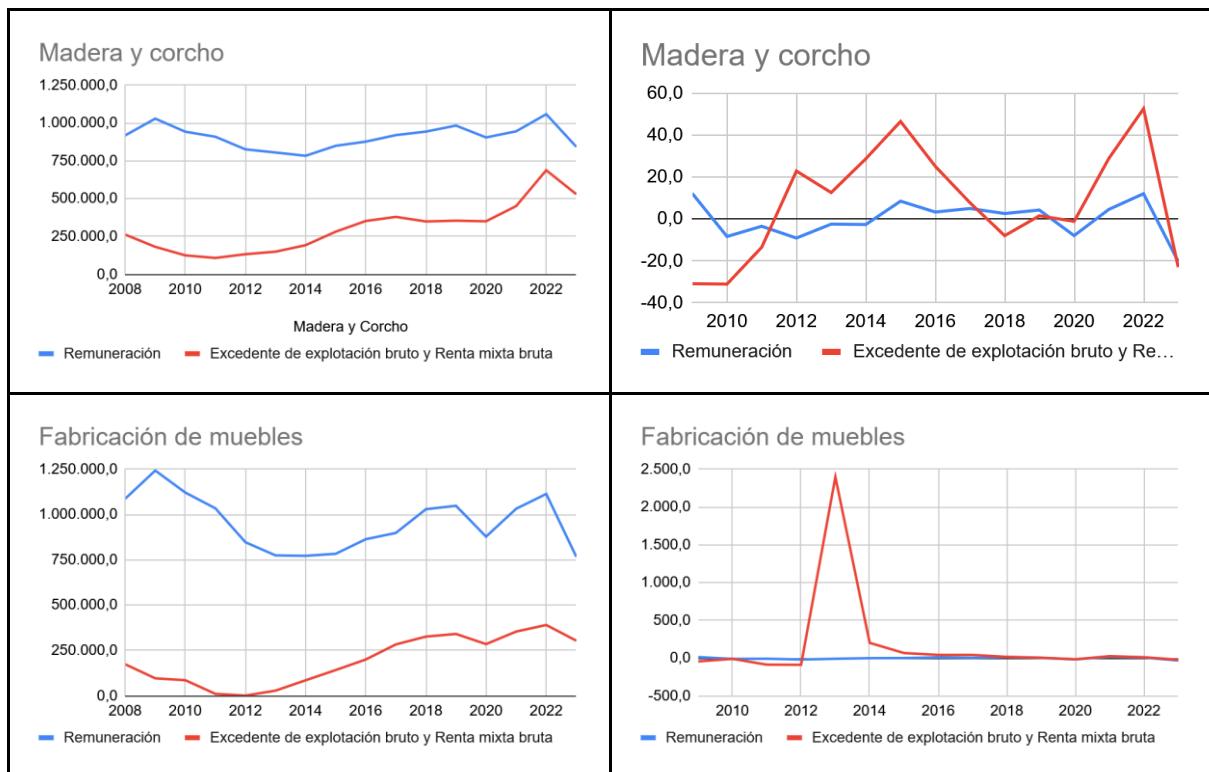 Madera y corcho
1.250.000,0
1.000.000,0
750.000,0
500.000,0
250.000,0
0,0
2008 2010 2012 2014 2016 2018 2020 2022
Madera y Corcho
Remuneración Excedente de explotación bruto y Renta mixta bruta
Madera y corcho
60,0
40,0
20,0
0,0
-20,0
-40,0
2010 2012 2014 2016 2018 2020 2022
Remuneración Excedente de explotación bruto y Re…
Fabricación de muebles
1.250.000,0
1.000.000,0
750.000,0
500.000,0
250.000,0
0,0
2008 2010 2012 2014 2016 2018 2020 2022
Remuneración Excedente de explotación bruto y Renta mixta bruta
Fabricación de muebles
2.500,0
2.000,0
1.500,0
1.000,0
500,0
0,0
-500,0
2010 2012 2014 2016 2018 2020 2022
Remuneración Excedente de explotación bruto y Renta mixta bruta